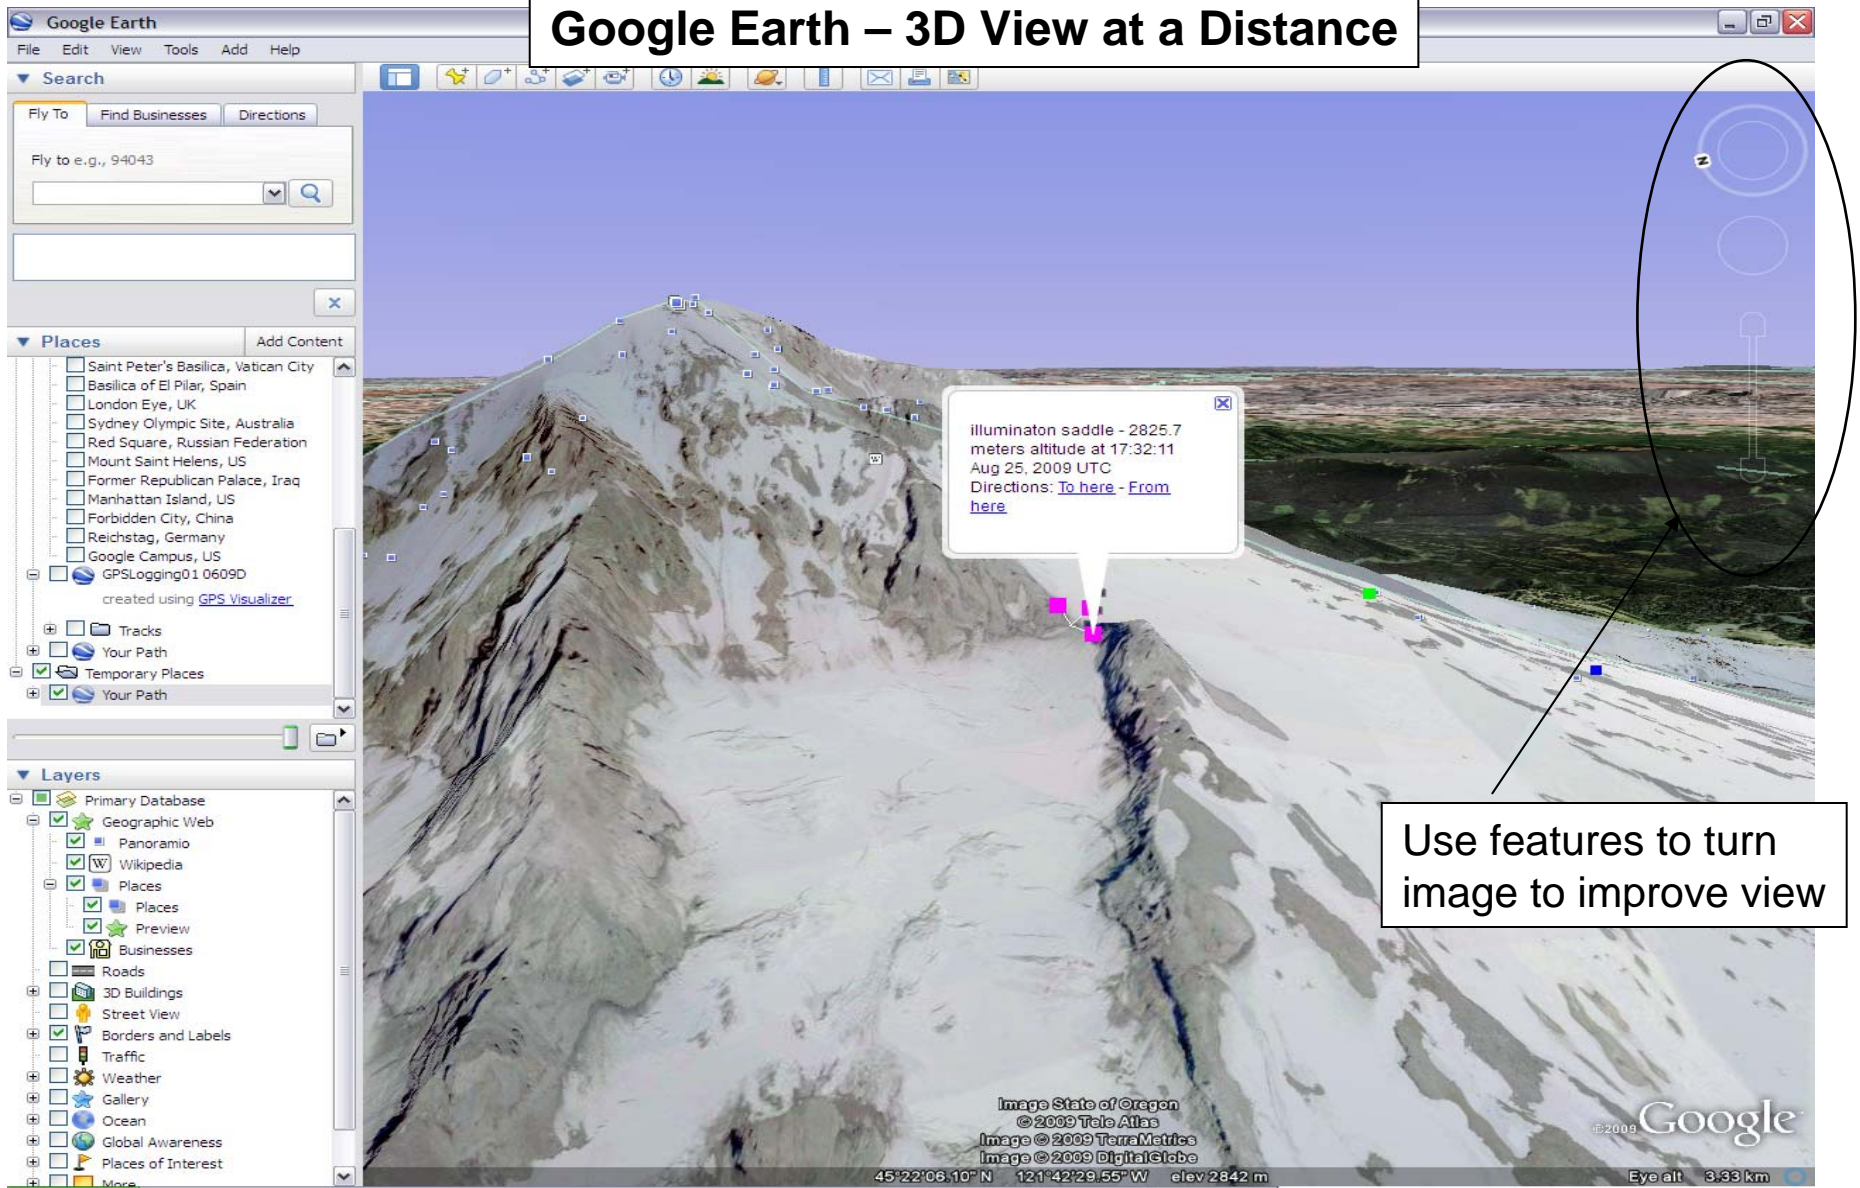 Google Earth – 3D View at a Distance
Google Earth
File Edit View Tools Add Help
Search
Fly To Find Businesses Directions
Fly to e.g., 94043
Places Add Content
Saint Peter's Basilica, Vatican City
Basilica of El Pilar, Spain
London Eye, UK
Sydney Olympic Site, Australia
Red Square, Russian Federation
Mount Saint Helens, US
Former Republican Palace, Iraq
Manhattan Island, US
Forbidden City, China
Reichstag, Germany
Google Campus, US
GPSLogging01 0609D
created using GPS Visualizer
Tracks
Your Path
Temporary Places
Your Path
Layers
Primary Database
Geographic Web
Panoramio
W Wikipedia
Places
Places
Preview
Businesses
Roads
3D Buildings
Street View
Borders and Labels
Traffic
Weather
Gallery
Ocean
Global Awareness
Places of Interest
More
N
W
illuminaton saddle - 2825.7
meters altitude at 17:32:11
Aug 25, 2009 UTC
Directions: To here - From
here
Use features to turn
image to improve view
Image State of Oregon
© 2009 Tele Atlas
Image © 2009 TerraMetrics
Image © 2009 DigitalGlobe
©2009 Google
45°22'06.10" N 121°42'29.55" W elev 2842 m
Eye alt 3.33 km